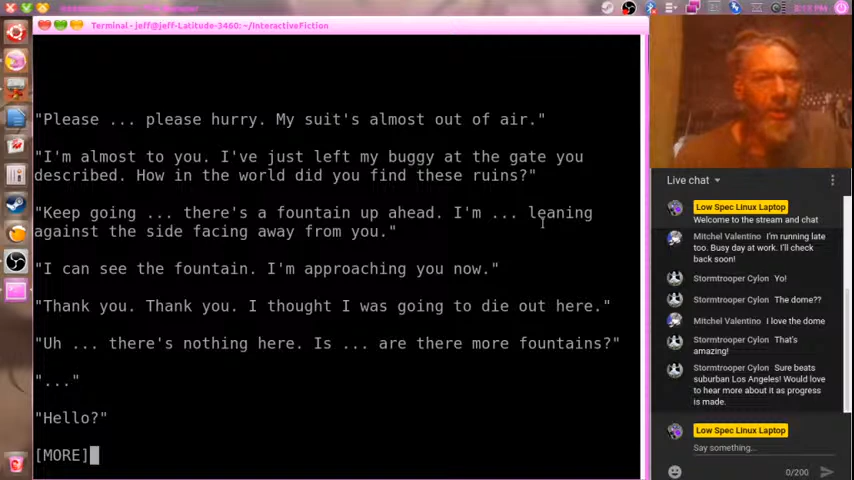 Terminal - jeff@jeff-Latitude-3460: ~/InteractiveFiction
"Please ... please hurry. My suit's almost out of air."
"I'm almost to you. I've just left my buggy at the gate you
described. How in the world did you find these ruins?"
"Keep going ... there's a fountain up ahead. I'm ... leaning
against the side facing away from you."
"I can see the fountain. I'm approaching you now."
"Thank you. Thank you. I thought I was going to die out here."
"Uh ... there's nothing here. Is ... are there more fountains?"
"..."
"Hello?"
[MORE]
Live chat
Low Spec Linux Laptop
Welcome to the stream and chat
Mitchel Valentino I'm running late
too. Busy day at work. I'll check
back soon!
Stormtrooper Cylon Yo!
Stormtrooper Cylon The dome??
Mitchel Valentino I love the dome
Stormtrooper Cylon That's
amazing!
Stormtrooper Cylon Sure beats
suburban Los Angeles! Would love
to hear more about it as progress
is made.
Low Spec Linux Laptop
Say something...
0/200